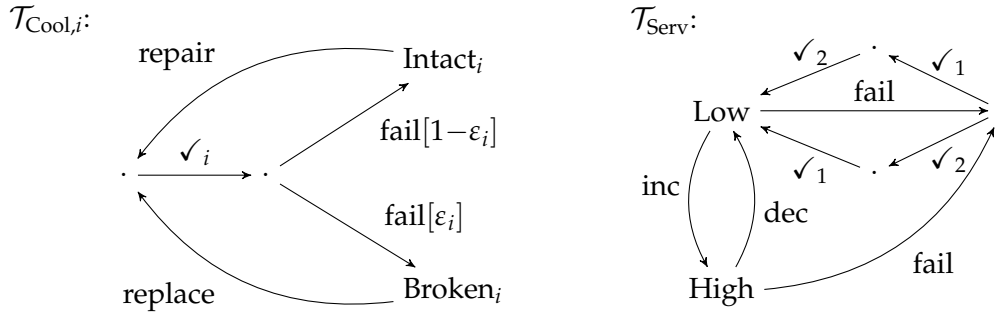 𝒯Cool,i:
repair
Intacti
fail[1−εi]
✓i
fail[εi]
replace
Brokeni
𝒯Serv:
✓2
✓1
Low
fail
✓1
✓2
inc
dec
fail
High